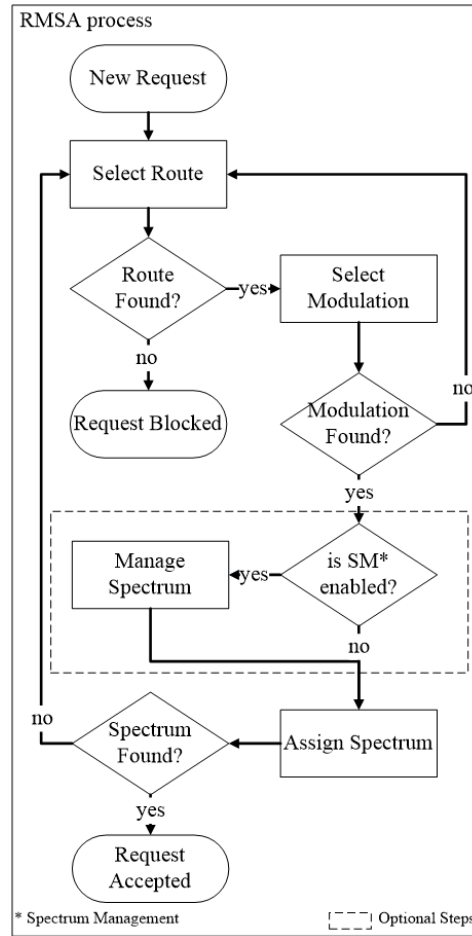 RMSA process
New Request
Select Route
Route
Found?
yes
Select
Modulation
no
Request Blocked
Modulation
Found?
no
yes
Manage
Spectrum
yes
is SM*
enabled?
no
no
Spectrum
Found?
Assign Spectrum
yes
Request
Accepted
* Spectrum Management
Optional Steps